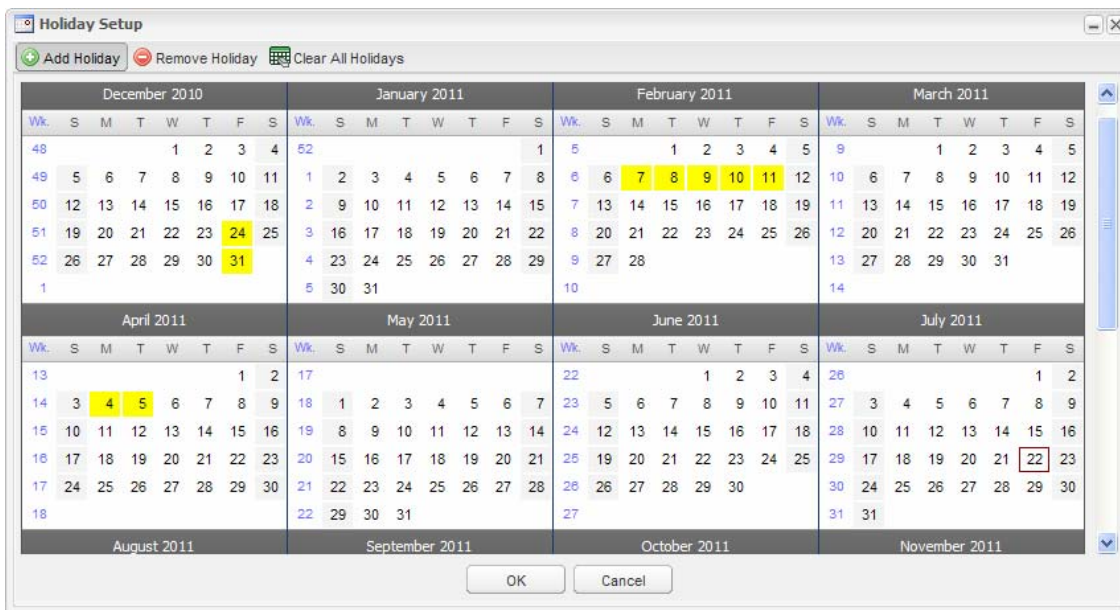 Holiday Setup
Add Holiday Remove Holiday Clear All Holidays
December 2010 January 2011 February 2011 March 2011
Wk. S M T W T F S Wk. S M T W T F S Wk. S M T W T F S Wk. S M T W T F S
48 1 2 3 4 52 1 5 1 2 3 4 5 9 1 2 3 4 5
49 5 6 7 8 9 10 11 1 2 3 4 5 6 7 8 6 6 7 8 9 10 11 12 10 6 7 8 9 10 11 12
50 12 13 14 15 16 17 18 2 9 10 11 12 13 14 15 7 13 14 15 16 17 18 19 11 13 14 15 16 17 18 19
51 19 20 21 22 23 24 25 3 16 17 18 19 20 21 22 8 20 21 22 23 24 25 26 12 20 21 22 23 24 25 26
52 26 27 28 29 30 31 4 23 24 25 26 27 28 29 9 27 28 13 27 28 29 30 31
1 5 30 31 10 14
April 2011 May 2011 June 2011 July 2011
Wk. S M T W T F S Wk. S M T W T F S Wk. S M T W T F S Wk. S M T W T F S
13 1 2 17 22 1 2 3 4 26 1 2
14 3 4 5 6 7 8 9 18 1 2 3 4 5 6 7 23 5 6 7 8 9 10 11 27 3 4 5 6 7 8 9
15 10 11 12 13 14 15 16 19 8 9 10 11 12 13 14 24 12 13 14 15 16 17 18 28 10 11 12 13 14 15 16
16 17 18 19 20 21 22 23 20 15 16 17 18 19 20 21 25 19 20 21 22 23 24 25 29 17 18 19 20 21 22 23
17 24 25 26 27 28 29 30 21 22 23 24 25 26 27 28 26 26 27 28 29 30 30 24 25 26 27 28 29 30
18 22 29 30 31 27 31 31
August 2011 September 2011 October 2011 November 2011
OK Cancel